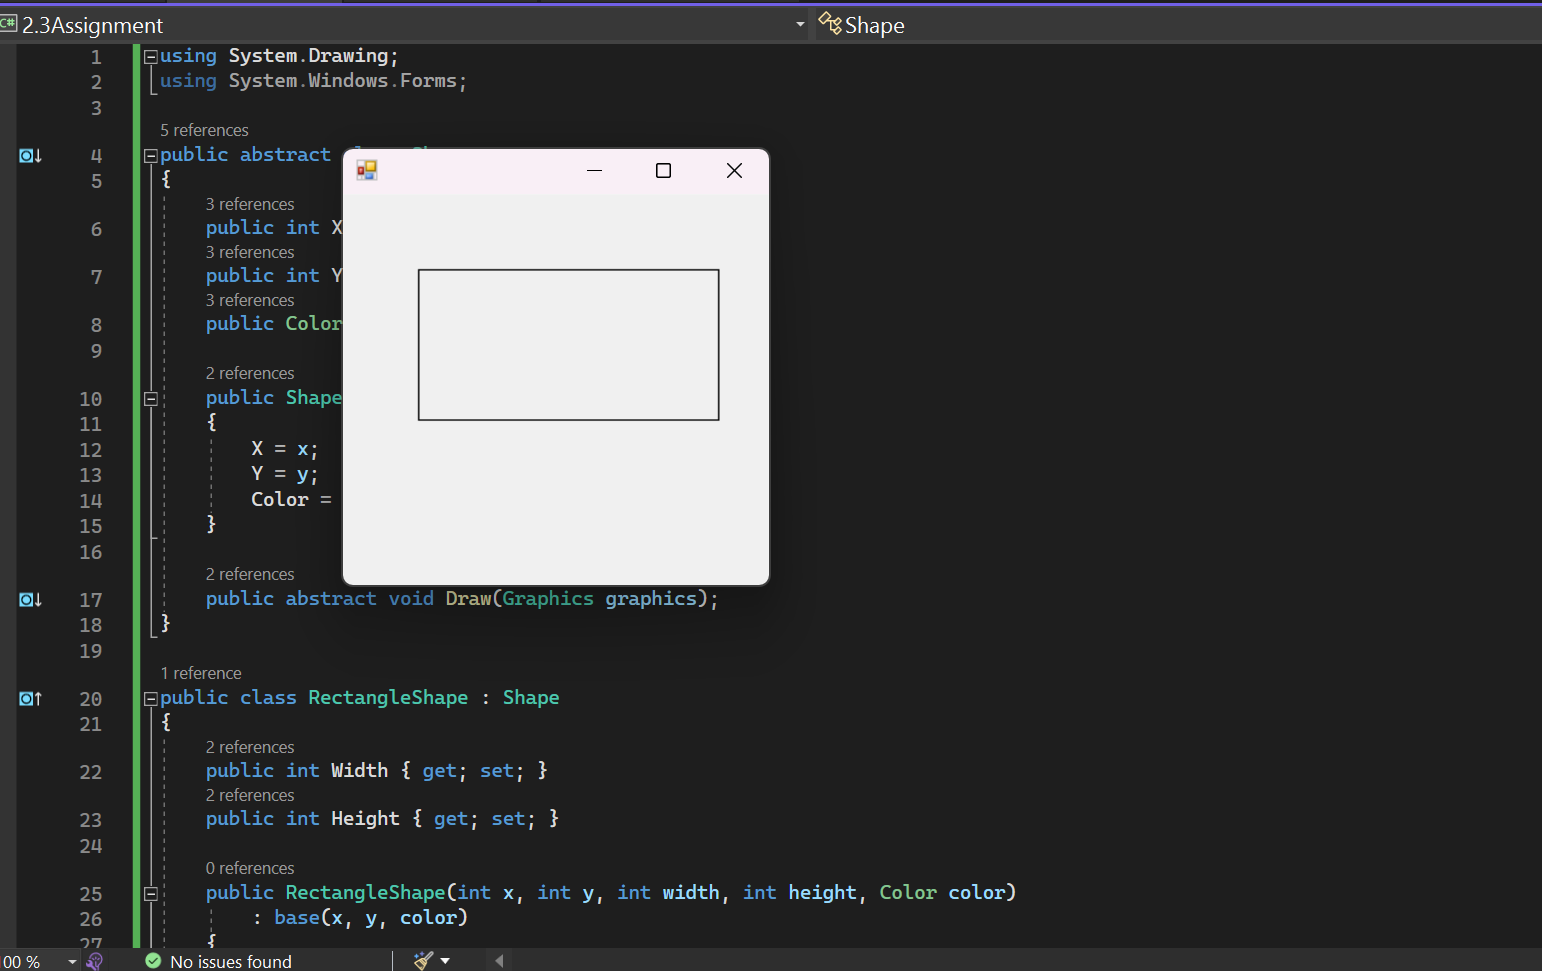 C# 2.3Assignment Shape
1 using System.Drawing;
2 using System.Windows.Forms;
3
5 references
4 public abstract
5 {
3 references
6 public int X
3 references
7 public int Y
3 references
8 public Color
9
2 references
10 public Shape
11 {
12 X = x;
13 Y = y;
14 Color =
15 }
16
2 references
17 public abstract void Draw(Graphics graphics);
18 }
19
1 reference
20 public class RectangleShape : Shape
21 {
2 references
22 public int Width { get; set; }
2 references
23 public int Height { get; set; }
24
0 references
25 public RectangleShape(int x, int y, int width, int height, Color color)
26 : base(x, y, color)
27 {
00 % No issues found